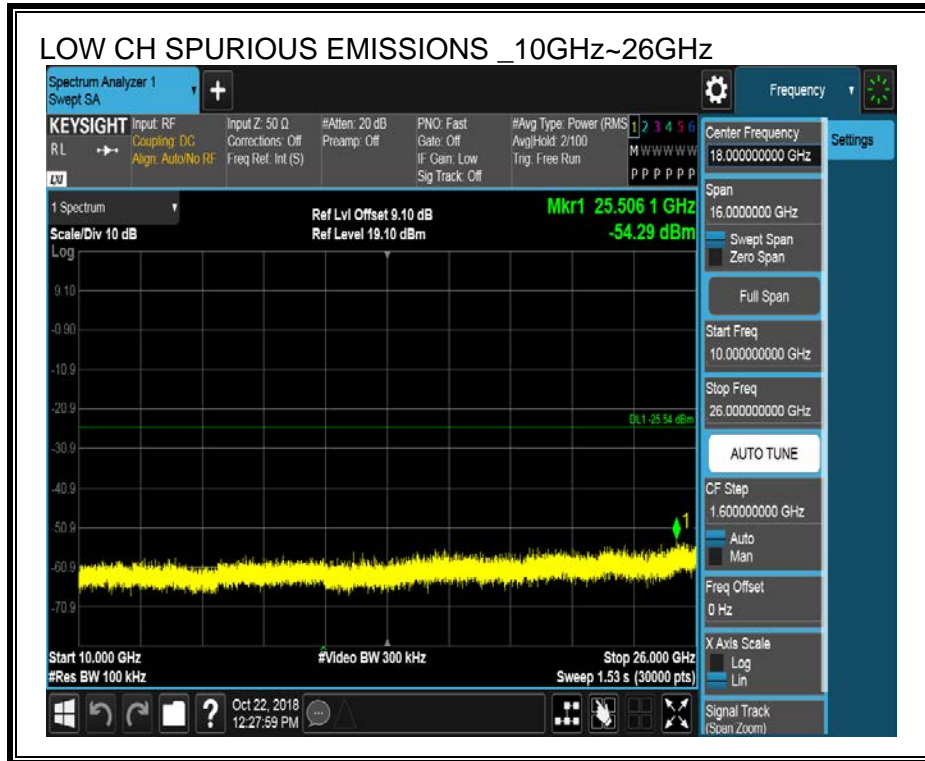 LOW CH SPURIOUS EMISSIONS _10GHz~26GHz
Spectrum Analyzer 1
Swept SA
+
Frequency
KEYSIGHT
RL
LXI
Input: RF
Coupling: DC
Align: Auto/No RF
Input Z: 50 Ω
Corrections: Off
Freq Ref: Int (S)
#Atten: 20 dB
Preamp: Off
PNO: Fast
Gate: Off
IF Gain: Low
Sig Track: Off
#Avg Type: Power (RMS
Avg|Hold: 2/100
Trig: Free Run
1 2 3 4 5 6
M W W W W W
P P P P P P
Settings
1 Spectrum
Scale/Div 10 dB
Log
Ref Lvl Offset 9.10 dB
Ref Level 19.10 dBm
Mkr1 25.506 1 GHz
-54.29 dBm
9.10
-0.90
-10.9
-20.9
-30.9
-40.9
-50.9
-60.9
-70.9
DL1 -25.54 dBm
1
Start 10.000 GHz
#Res BW 100 kHz
#Video BW 300 kHz
Stop 26.000 GHz
Sweep 1.53 s (30000 pts)
Center Frequency
18.00000000 GHz
Span
16.0000000 GHz
Swept Span
Zero Span
Full Span
Start Freq
10.00000000 GHz
Stop Freq
26.00000000 GHz
AUTO TUNE
CF Step
1.600000000 GHz
Auto
Man
Freq Offset
0 Hz
X Axis Scale
Log
Lin
Signal Track
(Span Zoom)
?
Oct 22, 2018
12:27:59 PM